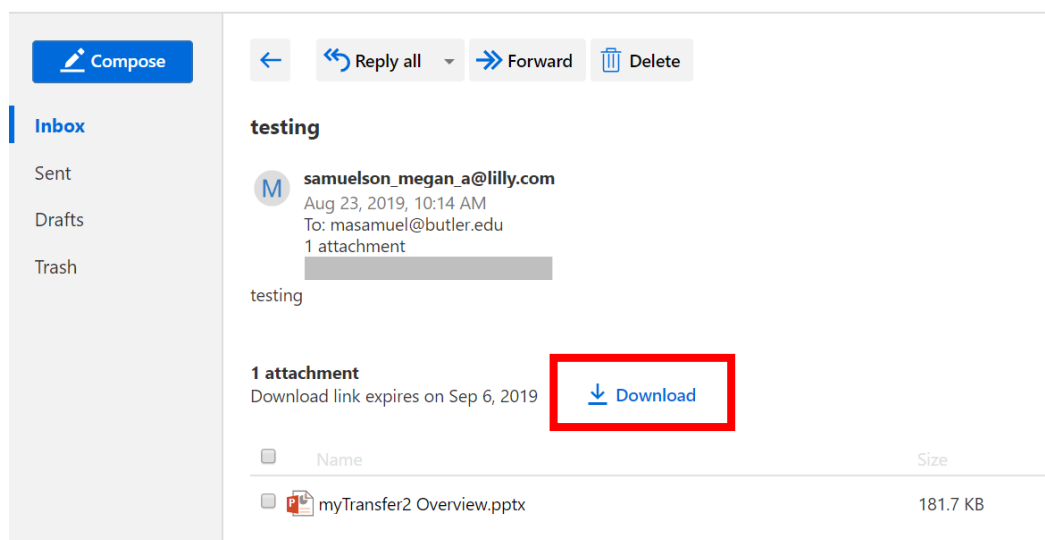 Compose
Reply all
Forward
Delete
Inbox
Sent
Drafts
Trash
testing
M
samuelson_megan_a@lilly.com
Aug 23, 2019, 10:14 AM
To: masamuel@butler.edu
1 attachment
testing
1 attachment
Download link expires on Sep 6, 2019
Download
Name Size
myTransfer2 Overview.pptx 181.7 KB